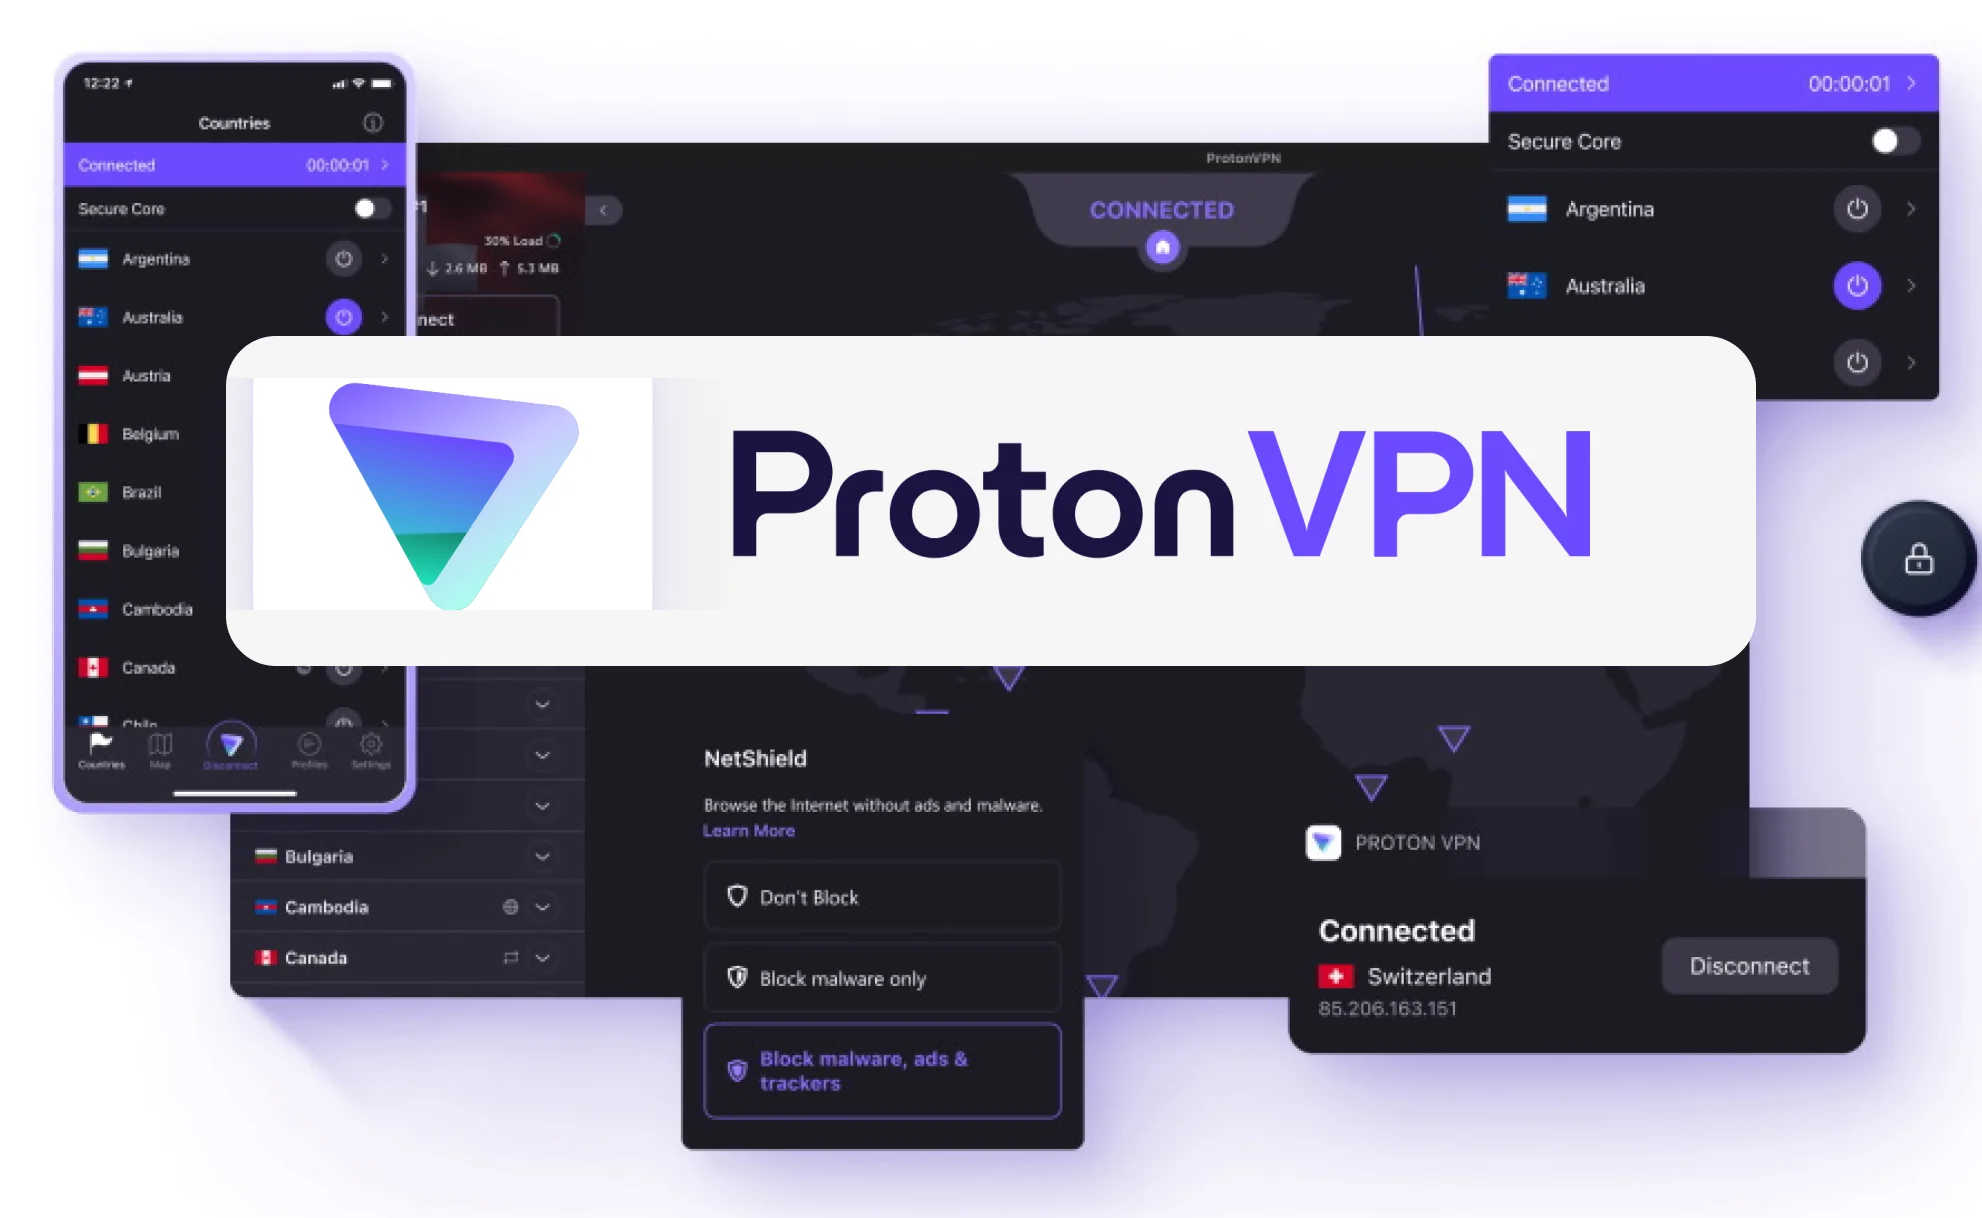 12:22
Countries
Connected 00:00:01
Secure Core
Argentina
Australia
Austria
Belgium
Brazil
Bulgaria
Cambodia
Canada
Chile
Countries Map Disconnect Profiles Settings
30% Load
2.6 MB 5.3 MB
nect
ProtonVPN
CONNECTED
Connected 00:00:01
Secure Core
Argentina
Australia
ProtonVPN
Bulgaria
Cambodia
Canada
NetShield
Browse the Internet without ads and malware.
Learn More
Don't Block
Block malware only
Block malware, ads &
trackers
PROTON VPN
Connected
Switzerland
85.206.163.151
Disconnect